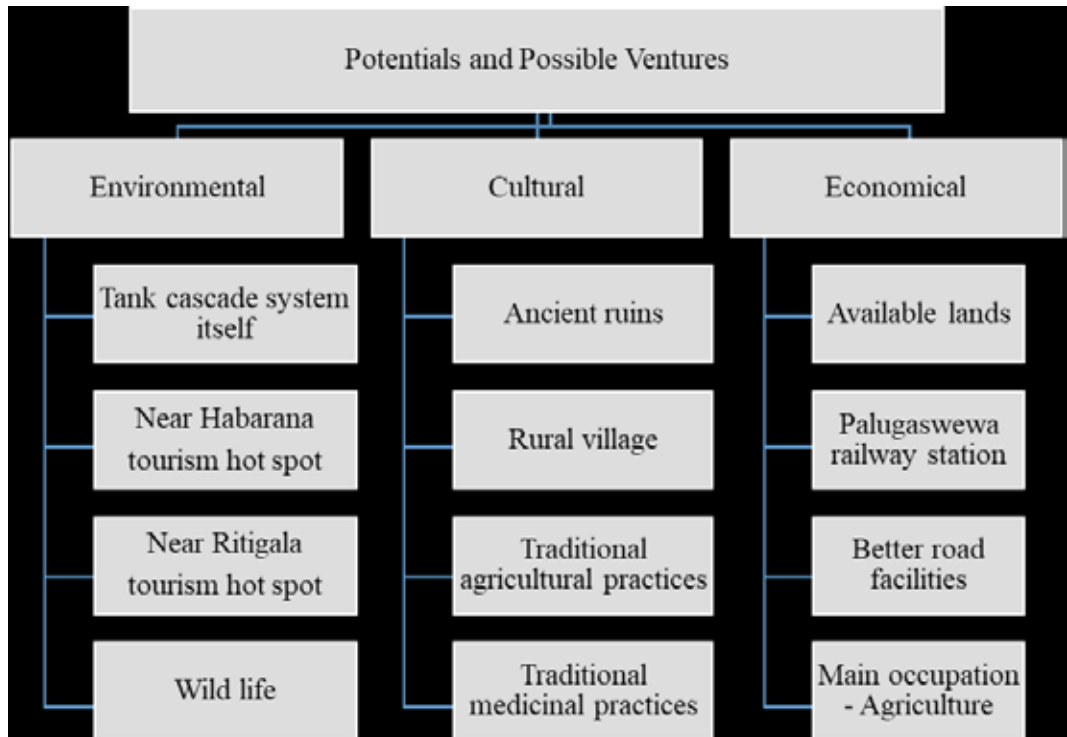 Potentials and Possible Ventures
Environmental
Tank cascade system
itself
Near Habarana
tourism hot spot
Near Ritigala
tourism hot spot
Wild life
Cultural
Ancient ruins
Rural village
Traditional
agricultural practices
Traditional
medicinal practices
Economical
Available lands
Palugaswewa
railway station
Better road
facilities
Main occupation
- Agriculture